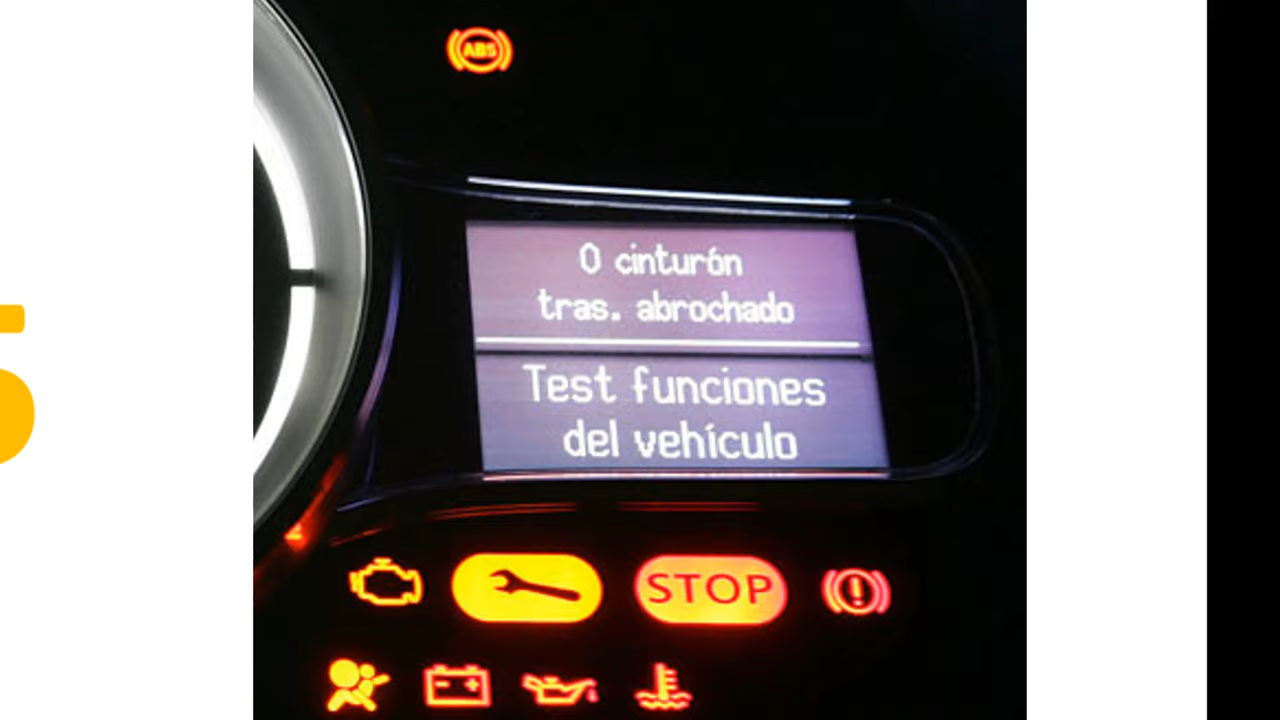 ABS
0 cinturón
tras. abrochado
Test funciones
del vehículo
STOP